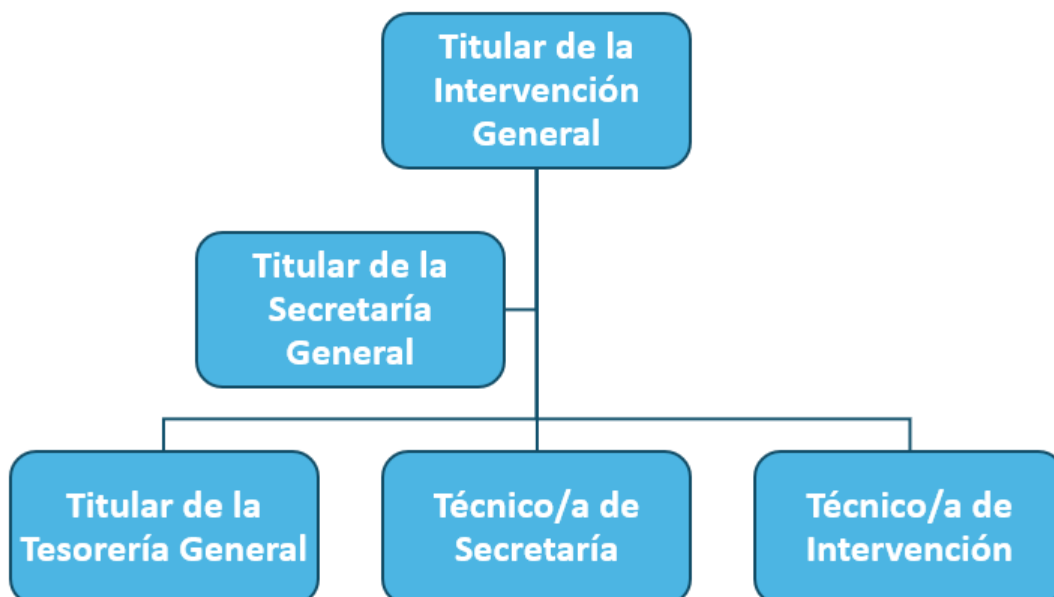 Titular de la
Intervención
General
Titular de la
Secretaría
General
Titular de la
Tesorería General
Técnico/a de
Secretaría
Técnico/a de
Intervención